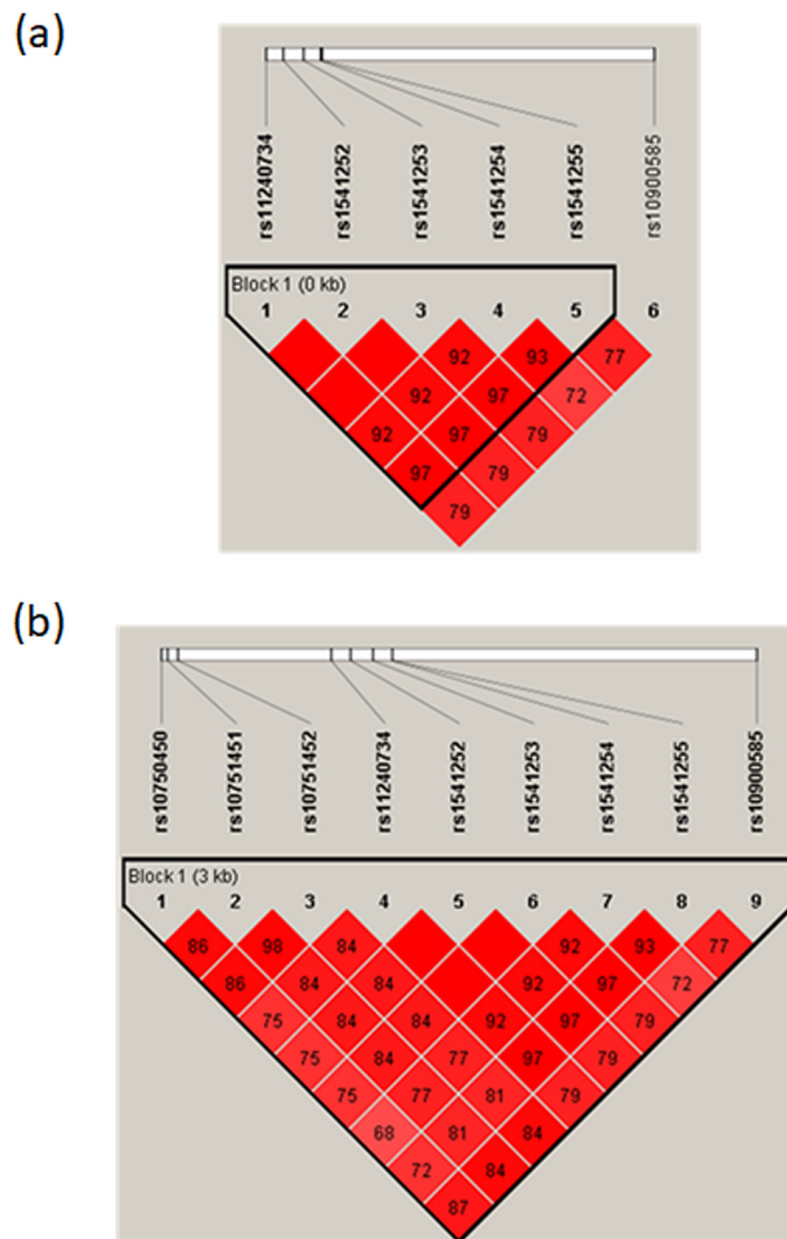 (a)
rs11240734
rs1541252
rs1541253
rs1541254
rs1541255
rs10900585
Block 1 (0 kb)
1 2 3 4 5 6
92 93 77
92 97 72
92 97 79
97 79
79
(b)
rs10750450
rs10751451
rs10751452
rs11240734
rs1541252
rs1541253
rs1541254
rs1541255
rs10900585
Block 1 (3 kb)
1 2 3 4 5 6 7 8 9
86 98 84 92 93 77
86 84 84 92 97 72
75 84 84 92 97 79
75 84 77 97 79
75 77 81 79
68 81 84
72 84
87